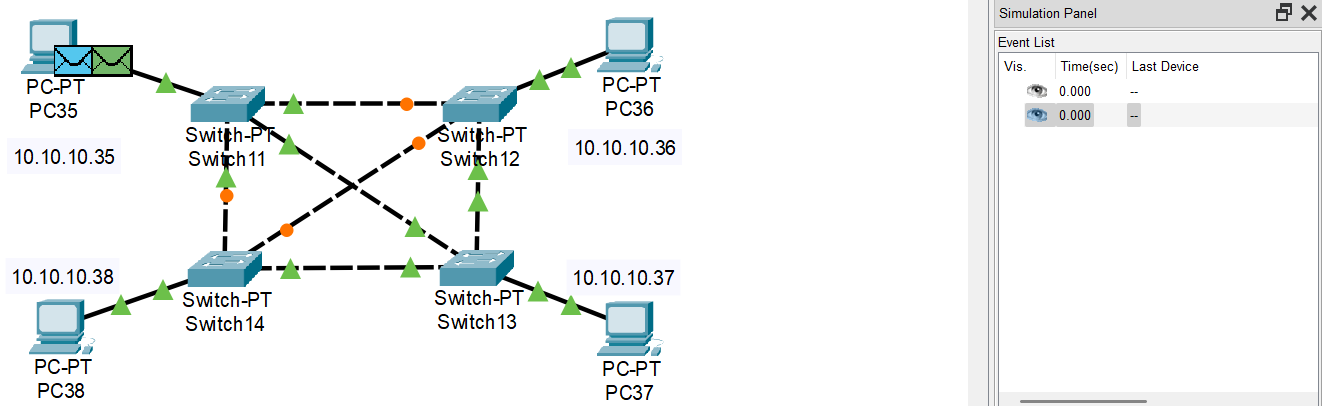 PC-PT
PC35
10.10.10.35
Switch-PT
Switch11
Switch-PT
Switch12
PC-PT
PC36
10.10.10.36
10.10.10.38
PC-PT
PC38
Switch-PT
Switch14
Switch-PT
Switch13
10.10.10.37
PC-PT
PC37
Simulation Panel
Event List
Vis. Time(sec) Last Device
0.000 --
0.000 --